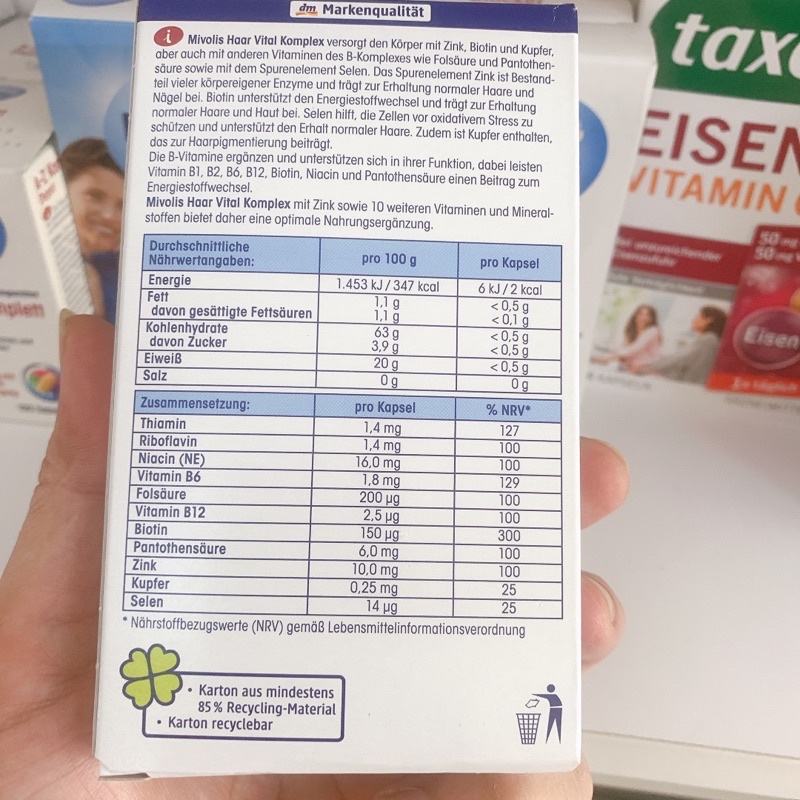 dm Markenqualität
i Mivolis Haar Vital Komplex versorgt den Körper mit Zink, Biotin und Kupfer,
aber auch mit anderen Vitaminen des B-Komplexes wie Folsäure und Pantothen-
säure sowie mit dem Spurenelement Selen. Das Spurenelement Zink ist Bestand-
teil vieler körpereigener Enzyme und trägt zur Erhaltung normaler Haare und
Nägel bei. Biotin unterstützt den Energiestoffwechsel und trägt zur Erhaltung
normaler Haare und Haut bei. Selen hilft, die Zellen vor oxidativem Stress zu
schützen und unterstützt den Erhalt normaler Haare. Zudem ist Kupfer enthalten,
das zur Haarpigmentierung beiträgt.
Die B-Vitamine ergänzen und unterstützen sich in ihrer Funktion, dabei leisten
Vitamin B1, B2, B6, B12, Biotin, Niacin und Pantothensäure einen Beitrag zum
Energiestoffwechsel.
Mivolis Haar Vital Komplex mit Zink sowie 10 weiteren Vitaminen und Mineral-
stoffen bietet daher eine optimale Nahrungsergänzung.
Durchschnittliche
Nährwertangaben: pro 100 g pro Kapsel
Energie 1.453 kJ / 347 kcal 6 kJ / 2 kcal
Fett 1,1 g < 0,5 g
davon gesättigte Fettsäuren 1,1 g < 0,1 g
Kohlenhydrate 63 g < 0,5 g
davon Zucker 3,9 g < 0,5 g
Eiweiß 20 g < 0,5 g
Salz 0 g 0 g
Zusammensetzung: pro Kapsel % NRV*
Thiamin 1,4 mg 127
Riboflavin 1,4 mg 100
Niacin (NE) 16,0 mg 100
Vitamin B6 1,8 mg 129
Folsäure 200 µg 100
Vitamin B12 2,5 µg 100
Biotin 150 µg 300
Pantothensäure 6,0 mg 100
Zink 10,0 mg 100
Kupfer 0,25 mg 25
Selen 14 µg 25
* Nährstoffbezugswerte (NRV) gemäß Lebensmittelinformationsverordnung
• Karton aus mindestens
85 % Recycling-Material
• Karton recyclebar
EISEN
VITAMIN
50 mg
50 mg
Eisen